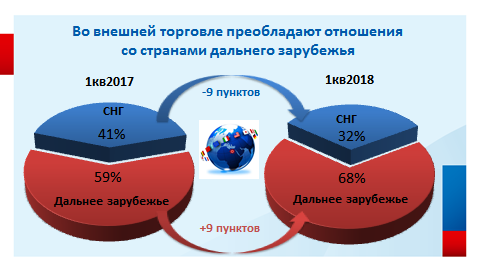 Во внешней торговле преобладают отношения
со странами дальнего зарубежья
1кв2017
1кв2018
-9 пунктов
СНГ
41%
СНГ
32%
59%
Дальнее зарубежье
68%
Дальнее зарубежье
+9 пунктов